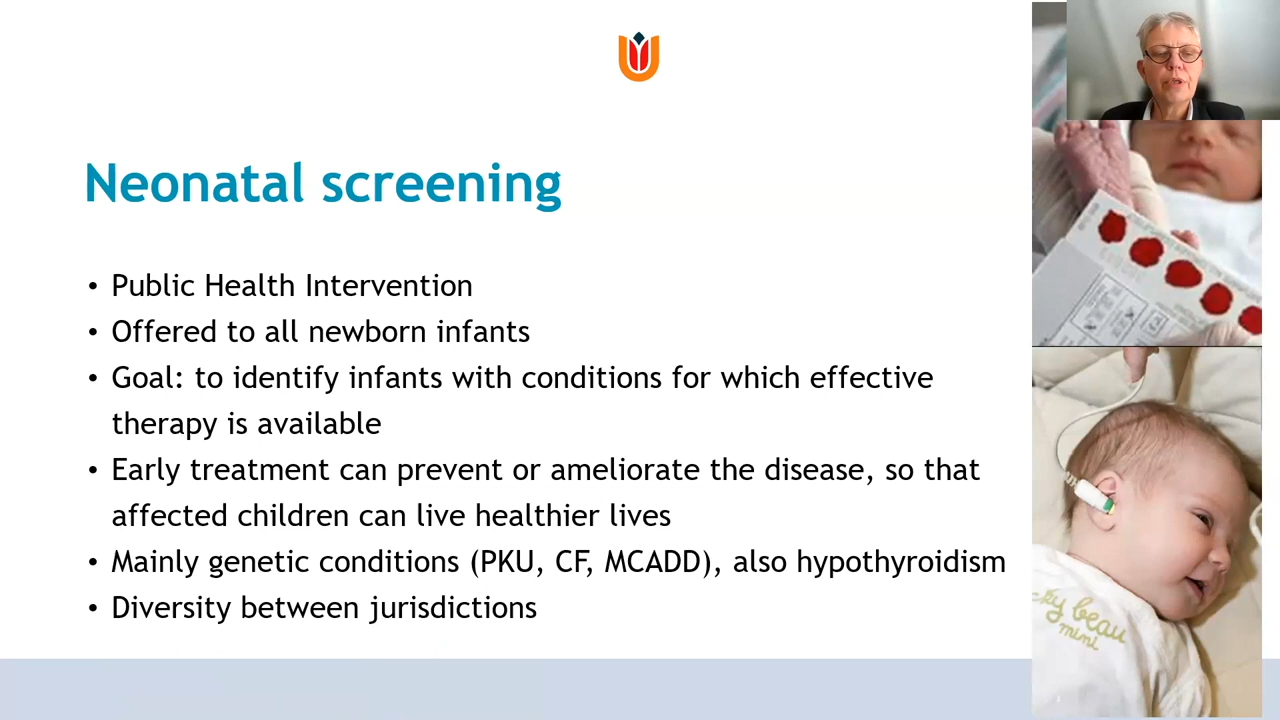 Neonatal screening
• Public Health Intervention
• Offered to all newborn infants
• Goal: to identify infants with conditions for which effective
therapy is available
• Early treatment can prevent or ameliorate the disease, so that
affected children can live healthier lives
• Mainly genetic conditions (PKU, CF, MCADD), also hypothyroidism
• Diversity between jurisdictions
beau
mini